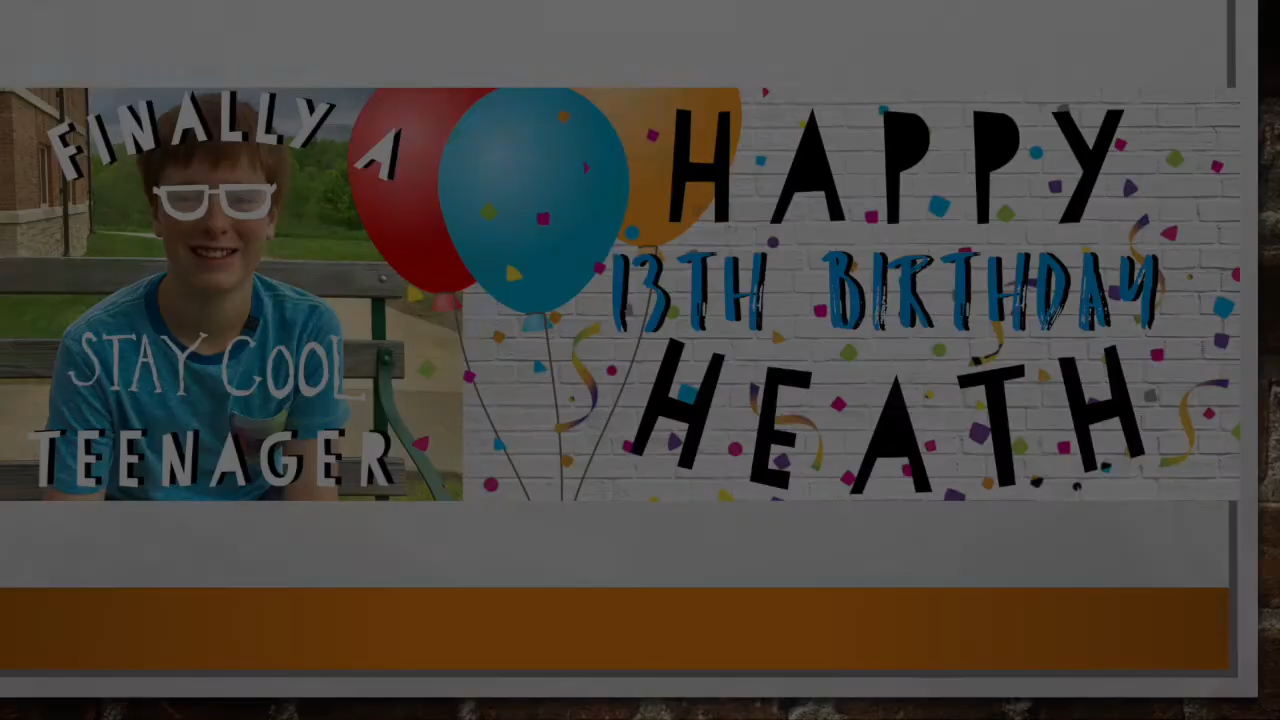 FINALLY A
STAY COOL
TEENAGER
HAPPY
13TH BIRTHDAY
HEATH